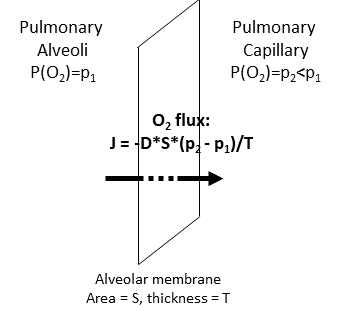 Pulmonary
Alveoli
P(O₂)=p₁
Pulmonary
Capillary
P(O₂)=p₂<p₁
O₂ flux:
J = -D*S*(p₂ - p₁)/T
Alveolar membrane
Area = S, thickness = T